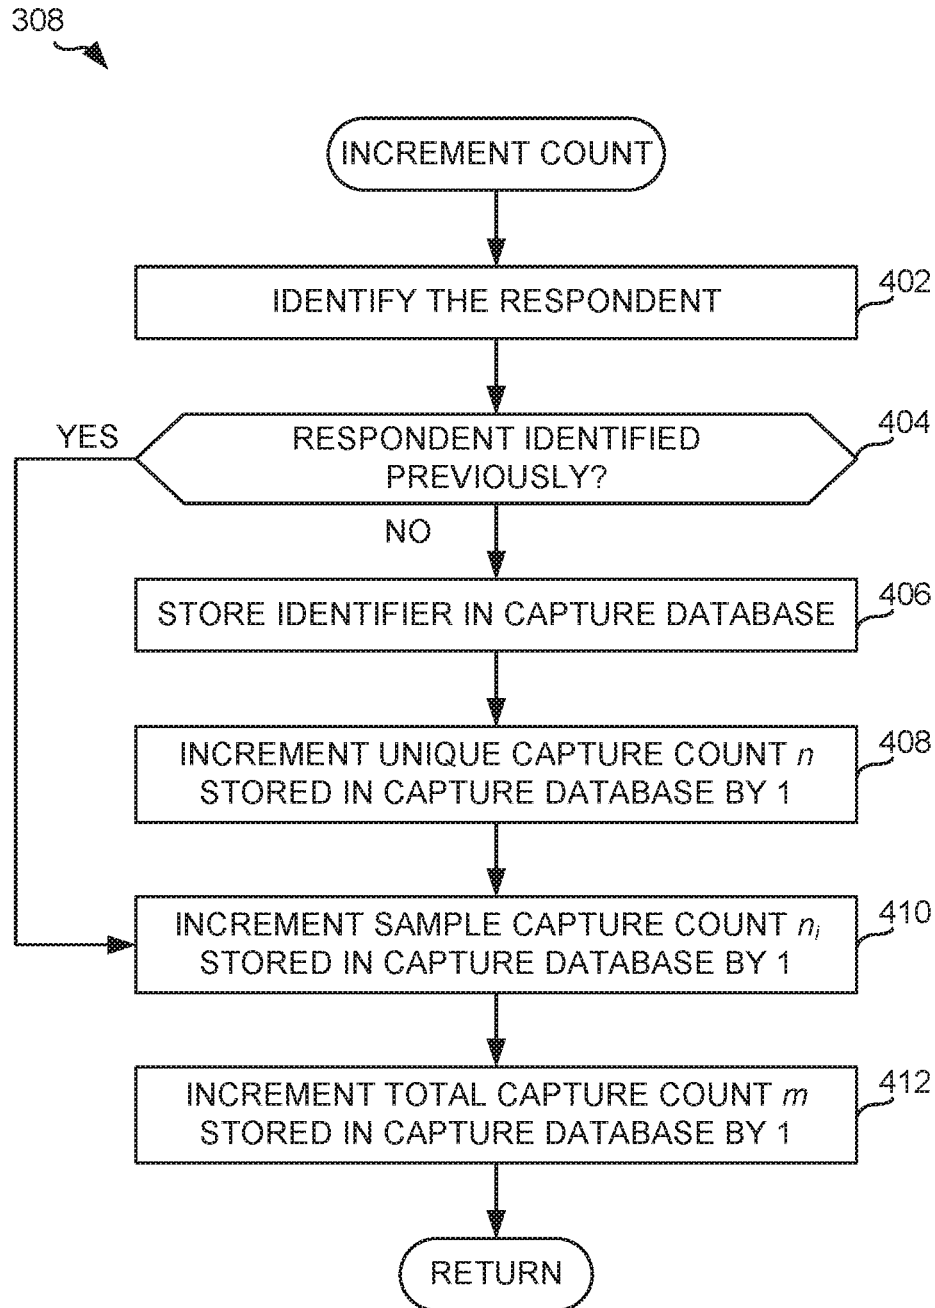 308
INCREMENT COUNT
IDENTIFY THE RESPONDENT
402
YES
RESPONDENT IDENTIFIED
PREVIOUSLY?
404
NO
STORE IDENTIFIER IN CAPTURE DATABASE
406
INCREMENT UNIQUE CAPTURE COUNT n
STORED IN CAPTURE DATABASE BY 1
408
INCREMENT SAMPLE CAPTURE COUNT nᵢ
STORED IN CAPTURE DATABASE BY 1
410
INCREMENT TOTAL CAPTURE COUNT m
STORED IN CAPTURE DATABASE BY 1
412
RETURN